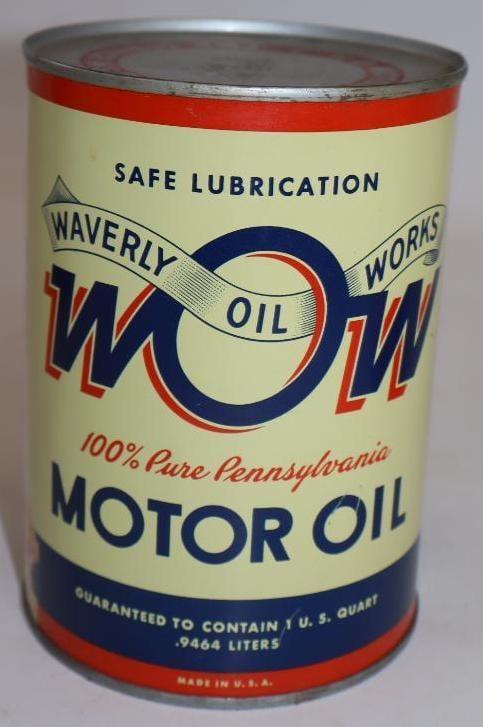 SAFE LUBRICATION
WAVERLY OIL WORKS
WOW
100% Pure Pennsylvania
MOTOR OIL
GUARANTEED TO CONTAIN 1 U. S. QUART
.9464 LITERS
MADE IN U. S. A.